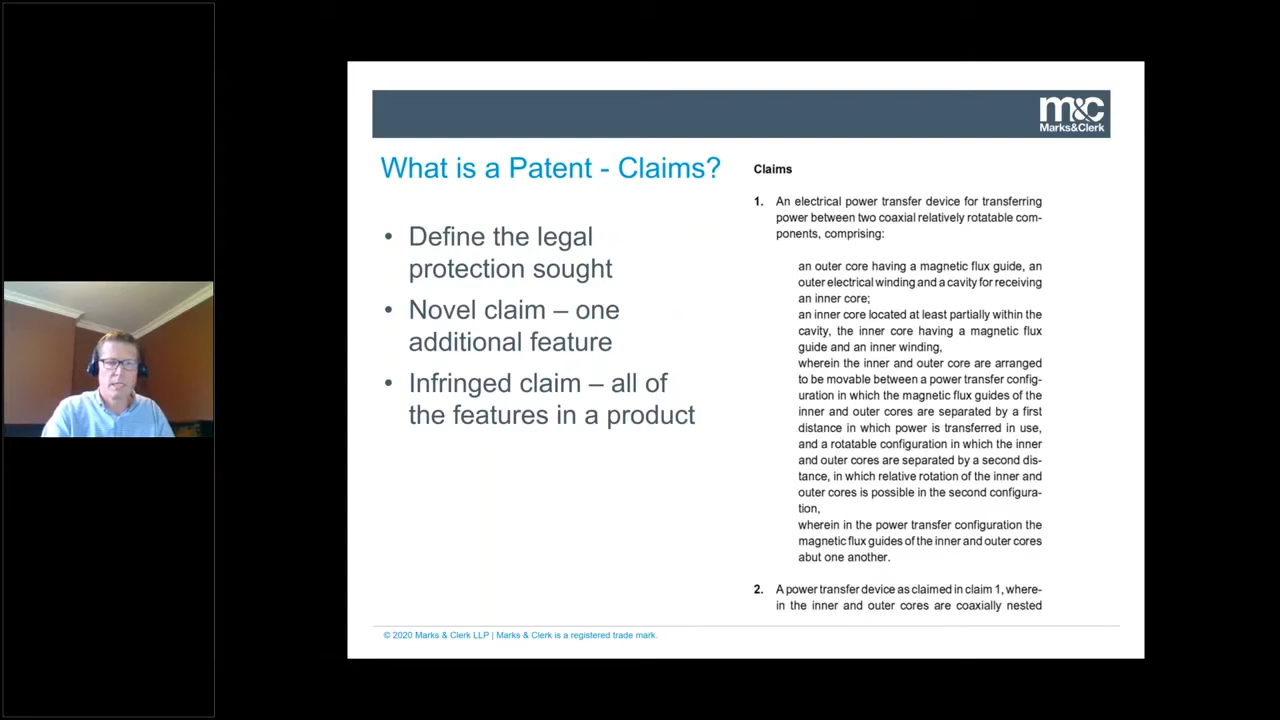 m&c
Marks&Clerk
What is a Patent - Claims?
• Define the legal
protection sought
• Novel claim – one
additional feature
• Infringed claim – all of
the features in a product
Claims
1. An electrical power transfer device for transferring
power between two coaxial relatively rotatable com-
ponents, comprising:
an outer core having a magnetic flux guide, an
outer electrical winding and a cavity for receiving
an inner core;
an inner core located at least partially within the
cavity, the inner core having a magnetic flux
guide and an inner winding,
wherein the inner and outer core are arranged
to be movable between a power transfer config-
uration in which the magnetic flux guides of the
inner and outer cores are separated by a first
distance in which power is transferred in use,
and a rotatable configuration in which the inner
and outer cores are separated by a second dis-
tance, in which relative rotation of the inner and
outer cores is possible in the second configura-
tion,
wherein in the power transfer configuration the
magnetic flux guides of the inner and outer cores
abut one another.
2. A power transfer device as claimed in claim 1, where-
in the inner and outer cores are coaxially nested
© 2020 Marks & Clerk LLP | Marks & Clerk is a registered trade mark.